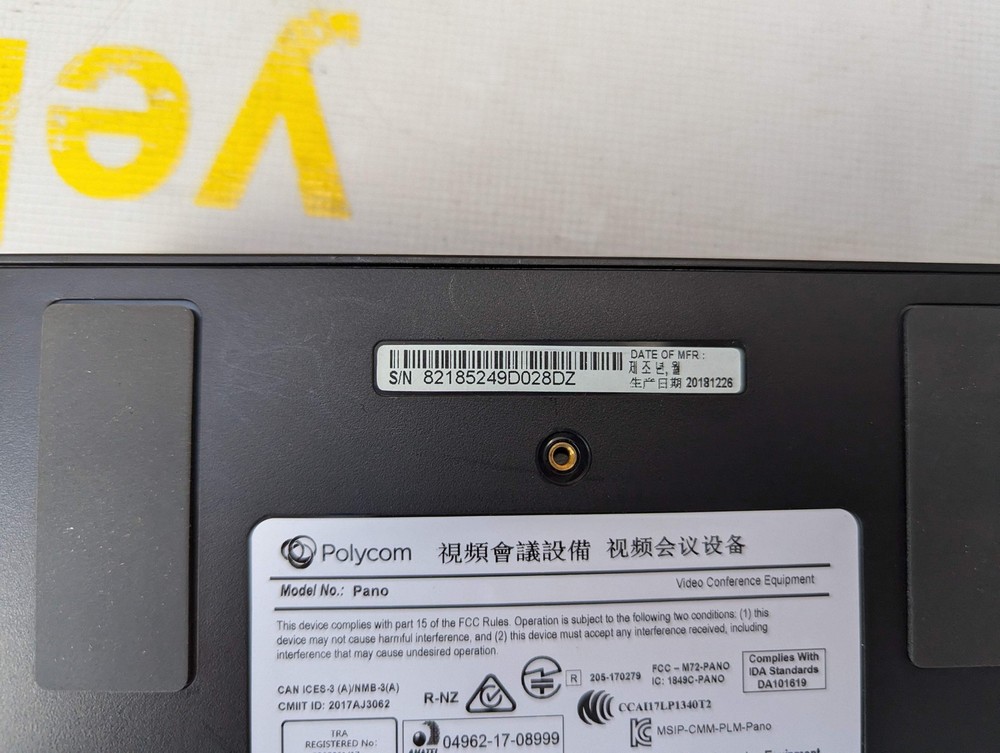 yel
DATE OF MFR:
제조년,월
S/N 82185249D028DZ
生产日期 20181226
Polycom 視頻會議設備 视频会议设备
Model No.: Pano
Video Conference Equipment
This device complies with part 15 of the FCC Rules. Operation is subject to the following two conditions: (1) this
device may not cause harmful interference, and (2) this device must accept any interference received, including
interference that may cause undesired operation.
CAN ICES-3 (A)/NMB-3(A)
CMIIT ID: 2017AJ3062
R-NZ
R 205-170279
FCC – M72-PANO
IC: 1849C-PANO
Complies With
IDA Standards
DA101619
CCAI17LP1340T2
MSIP-CMM-PLM-Pano
TRA
REGISTERED No:
04962-17-08999